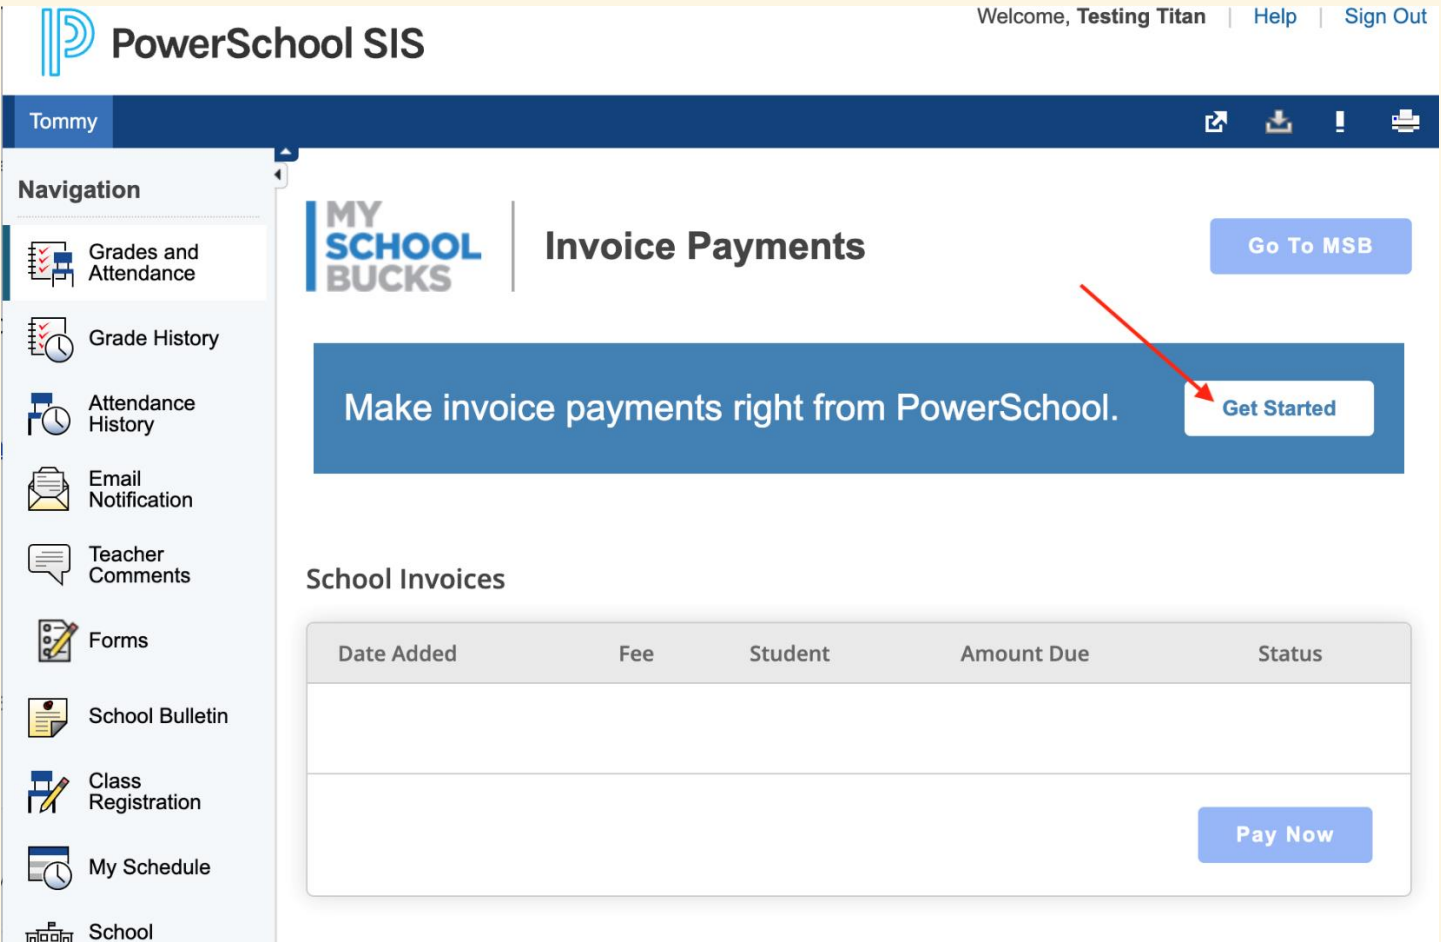 PowerSchool SIS
Welcome, Testing Titan | Help | Sign Out
Tommy
Navigation
Grades and
Attendance
Grade History
Attendance
History
Email
Notification
Teacher
Comments
Forms
School Bulletin
Class
Registration
My Schedule
School
MY
SCHOOL
BUCKS
Invoice Payments
Go To MSB
Make invoice payments right from PowerSchool.
Get Started
School Invoices
Date Added Fee Student Amount Due Status
Pay Now